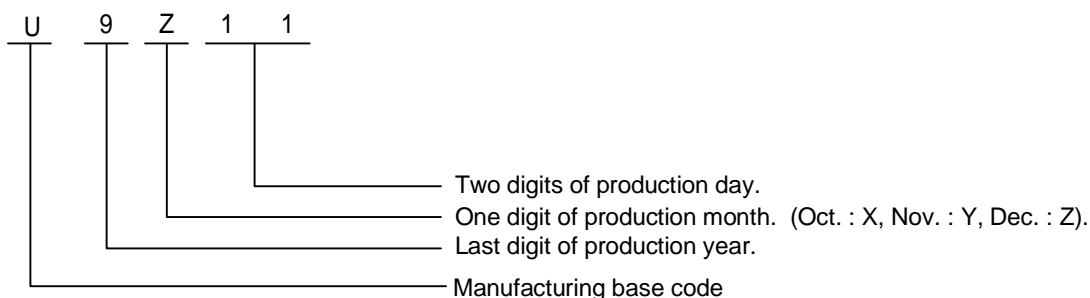 U 9 Z 1 1
Two digits of production day.
One digit of production month. (Oct. : X, Nov. : Y, Dec. : Z).
Last digit of production year.
Manufacturing base code